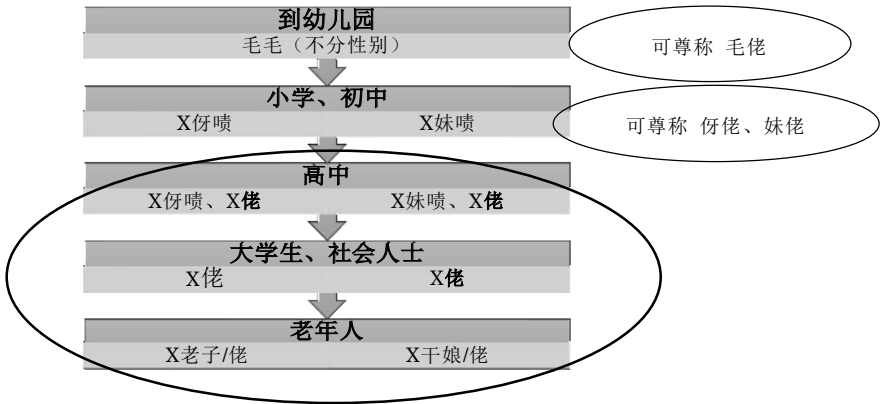 到幼儿园
毛毛（不分性别）
可尊称 毛佬
小学、初中
X伢啧 X妹啧
可尊称 伢佬、妹佬
高中
X伢啧、X佬 X妹啧、X佬
大学生、社会人士
X佬 X佬
老年人
X老子/佬 X干娘/佬